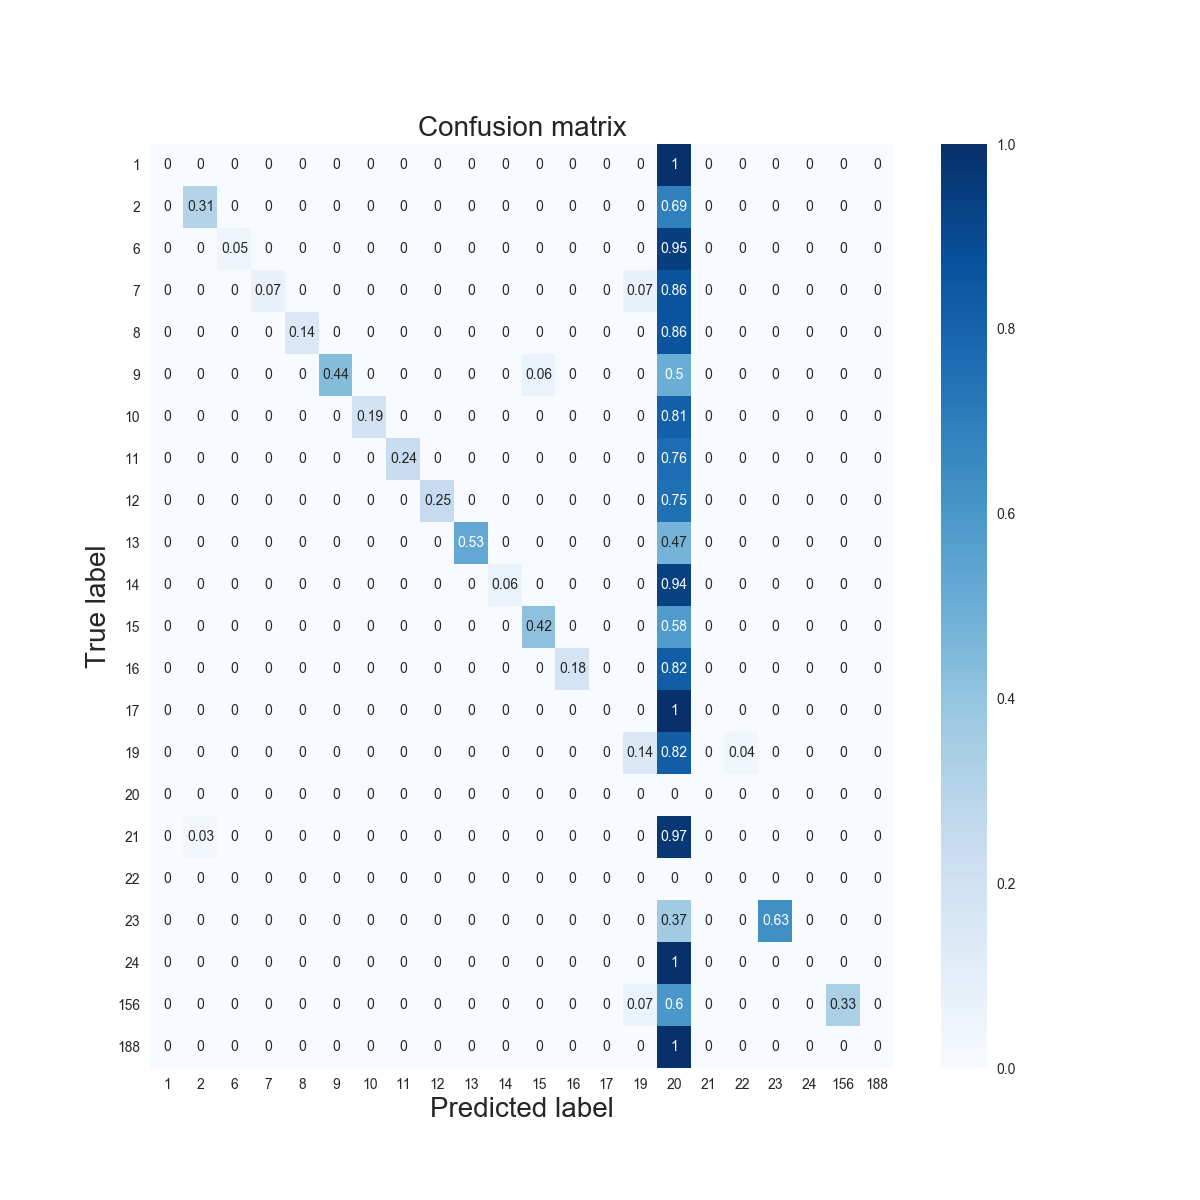 Confusion matrix
1 0 0 0 0 0 0 0 0 0 0 0 0 0 0 0 1 0 0 0 0 0 0 1.0
2 0 0.31 0 0 0 0 0 0 0 0 0 0 0 0 0 0.69 0 0 0 0 0 0
6 0 0 0.05 0 0 0 0 0 0 0 0 0 0 0 0 0.95 0 0 0 0 0 0
7 0 0 0 0.07 0 0 0 0 0 0 0 0 0 0 0.07 0.86 0 0 0 0 0 0
8 0 0 0 0 0.14 0 0 0 0 0 0 0 0 0 0 0.86 0 0 0 0 0 0 0.8
9 0 0 0 0 0 0.44 0 0 0 0 0 0.06 0 0 0 0.5 0 0 0 0 0 0
10 0 0 0 0 0 0 0.19 0 0 0 0 0 0 0 0 0.81 0 0 0 0 0 0
11 0 0 0 0 0 0 0 0.24 0 0 0 0 0 0 0 0.76 0 0 0 0 0 0
12 0 0 0 0 0 0 0 0 0.25 0 0 0 0 0 0 0.75 0 0 0 0 0 0 0.6
13 0 0 0 0 0 0 0 0 0 0.53 0 0 0 0 0 0.47 0 0 0 0 0 0
14 0 0 0 0 0 0 0 0 0 0 0.06 0 0 0 0 0.94 0 0 0 0 0 0
True label
15 0 0 0 0 0 0 0 0 0 0 0 0.42 0 0 0 0.58 0 0 0 0 0 0
16 0 0 0 0 0 0 0 0 0 0 0 0 0.18 0 0 0.82 0 0 0 0 0 0
17 0 0 0 0 0 0 0 0 0 0 0 0 0 0 0 1 0 0 0 0 0 0 0.4
19 0 0 0 0 0 0 0 0 0 0 0 0 0 0 0.14 0.82 0 0.04 0 0 0 0
20 0 0 0 0 0 0 0 0 0 0 0 0 0 0 0 0 0 0 0 0 0 0
21 0 0.03 0 0 0 0 0 0 0 0 0 0 0 0 0 0.97 0 0 0 0 0 0
22 0 0 0 0 0 0 0 0 0 0 0 0 0 0 0 0 0 0 0 0 0 0 0.2
23 0 0 0 0 0 0 0 0 0 0 0 0 0 0 0 0.37 0 0 0.63 0 0 0
24 0 0 0 0 0 0 0 0 0 0 0 0 0 0 0 1 0 0 0 0 0 0
156 0 0 0 0 0 0 0 0 0 0 0 0 0 0 0.07 0.6 0 0 0 0 0.33 0
188 0 0 0 0 0 0 0 0 0 0 0 0 0 0 0 1 0 0 0 0 0 0 0.0
1 2 6 7 8 9 10 11 12 13 14 15 16 17 19 20 21 22 23 24 156 188
Predicted label